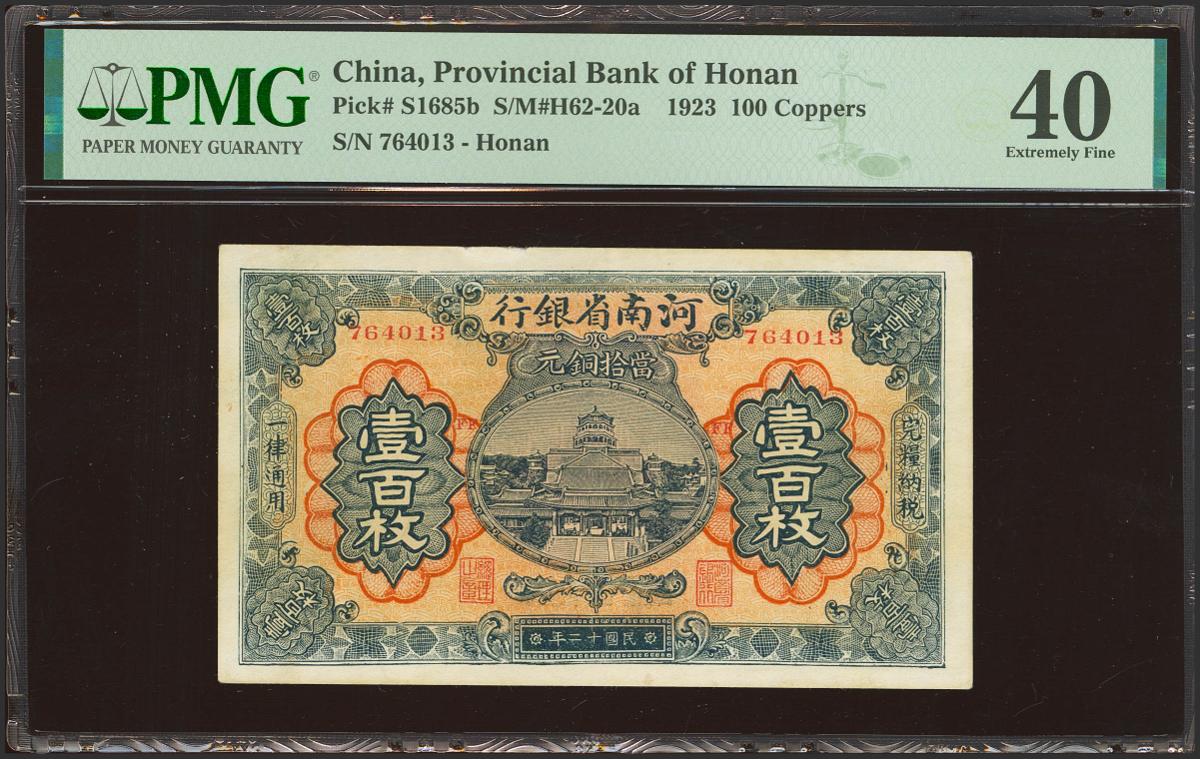 PMG®
PAPER MONEY GUARANTY
China, Provincial Bank of Honan
Pick# S1685b S/M#H62-20a 1923 100 Coppers
S/N 764013 - Honan
40
Extremely Fine
行銀省南河
764013
764013
元銅拾當
壹百枚
壹百枚
壹百枚
壹百枚
FF
FF
一律通用
完糧納税
壹百枚
壹百枚
年二十國民